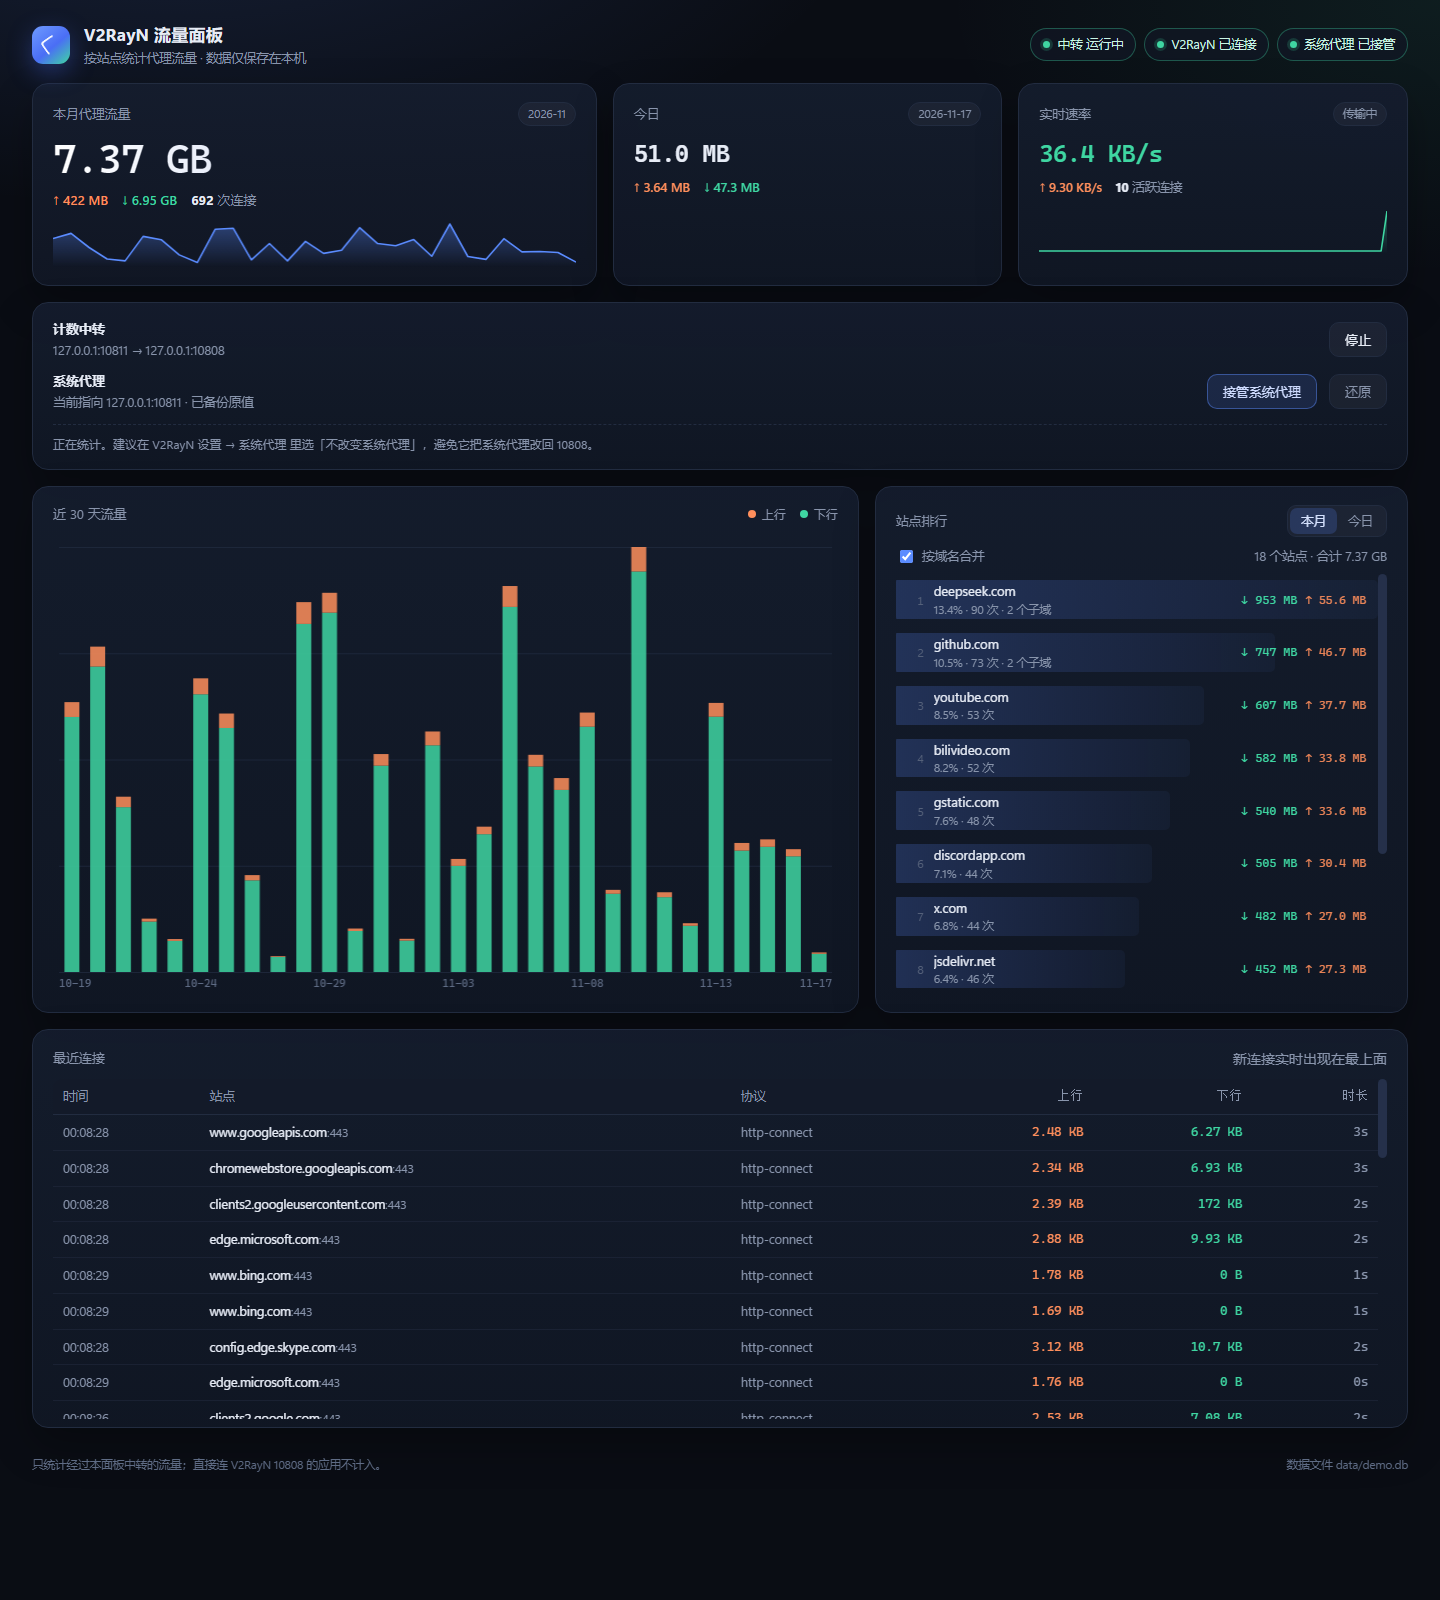 V2RayN 流量面板
按站点统计代理流量 · 数据仅保存在本机
中转 运行中
V2RayN 已连接
系统代理 已接管
本月代理流量
2026-11
7.37 GB
↑ 422 MB ↓ 6.95 GB 692 次连接
今日
2026-11-17
51.0 MB
↑ 3.64 MB ↓ 47.3 MB
实时速率
传输中
36.4 KB/s
↑ 9.30 KB/s 10 活跃连接
计数中转
127.0.0.1:10811 → 127.0.0.1:10808
停止
系统代理
当前指向 127.0.0.1:10811 · 已备份原值
接管系统代理
还原
正在统计。建议在 V2RayN 设置 → 系统代理 里选「不改变系统代理」，避免它把系统代理改回 10808。
近 30 天流量
上行 下行
10-19 10-24 10-29 11-03 11-08 11-13 11-17
站点排行
本月 今日
按域名合并
18 个站点 · 合计 7.37 GB
1 deepseek.com ↓ 953 MB ↑ 55.6 MB
13.4% · 90 次 · 2 个子域
2 github.com ↓ 747 MB ↑ 46.7 MB
10.5% · 73 次 · 2 个子域
3 youtube.com ↓ 607 MB ↑ 37.7 MB
8.5% · 53 次
4 bilivideo.com ↓ 582 MB ↑ 33.8 MB
8.2% · 52 次
5 gstatic.com ↓ 540 MB ↑ 33.6 MB
7.6% · 48 次
6 discordapp.com ↓ 505 MB ↑ 30.4 MB
7.1% · 44 次
7 x.com ↓ 482 MB ↑ 27.0 MB
6.8% · 44 次
8 jsdelivr.net ↓ 452 MB ↑ 27.3 MB
6.4% · 46 次
最近连接
新连接实时出现在最上面
时间 站点 协议 上行 下行 时长
00:08:28 www.googleapis.com:443 http-connect 2.48 KB 6.27 KB 3s
00:08:28 chromewebstore.googleapis.com:443 http-connect 2.34 KB 6.93 KB 3s
00:08:28 clients2.googleusercontent.com:443 http-connect 2.39 KB 172 KB 2s
00:08:28 edge.microsoft.com:443 http-connect 2.88 KB 9.93 KB 2s
00:08:29 www.bing.com:443 http-connect 1.78 KB 0 B 1s
00:08:29 www.bing.com:443 http-connect 1.69 KB 0 B 1s
00:08:28 config.edge.skype.com:443 http-connect 3.12 KB 10.7 KB 2s
00:08:29 edge.microsoft.com:443 http-connect 1.76 KB 0 B 0s
00:08:26 clients2.google.com:443 http-connect 2.53 KB 7.08 KB 2s
只统计经过本面板中转的流量；直接连 V2RayN 10808 的应用不计入。
数据文件 data/demo.db